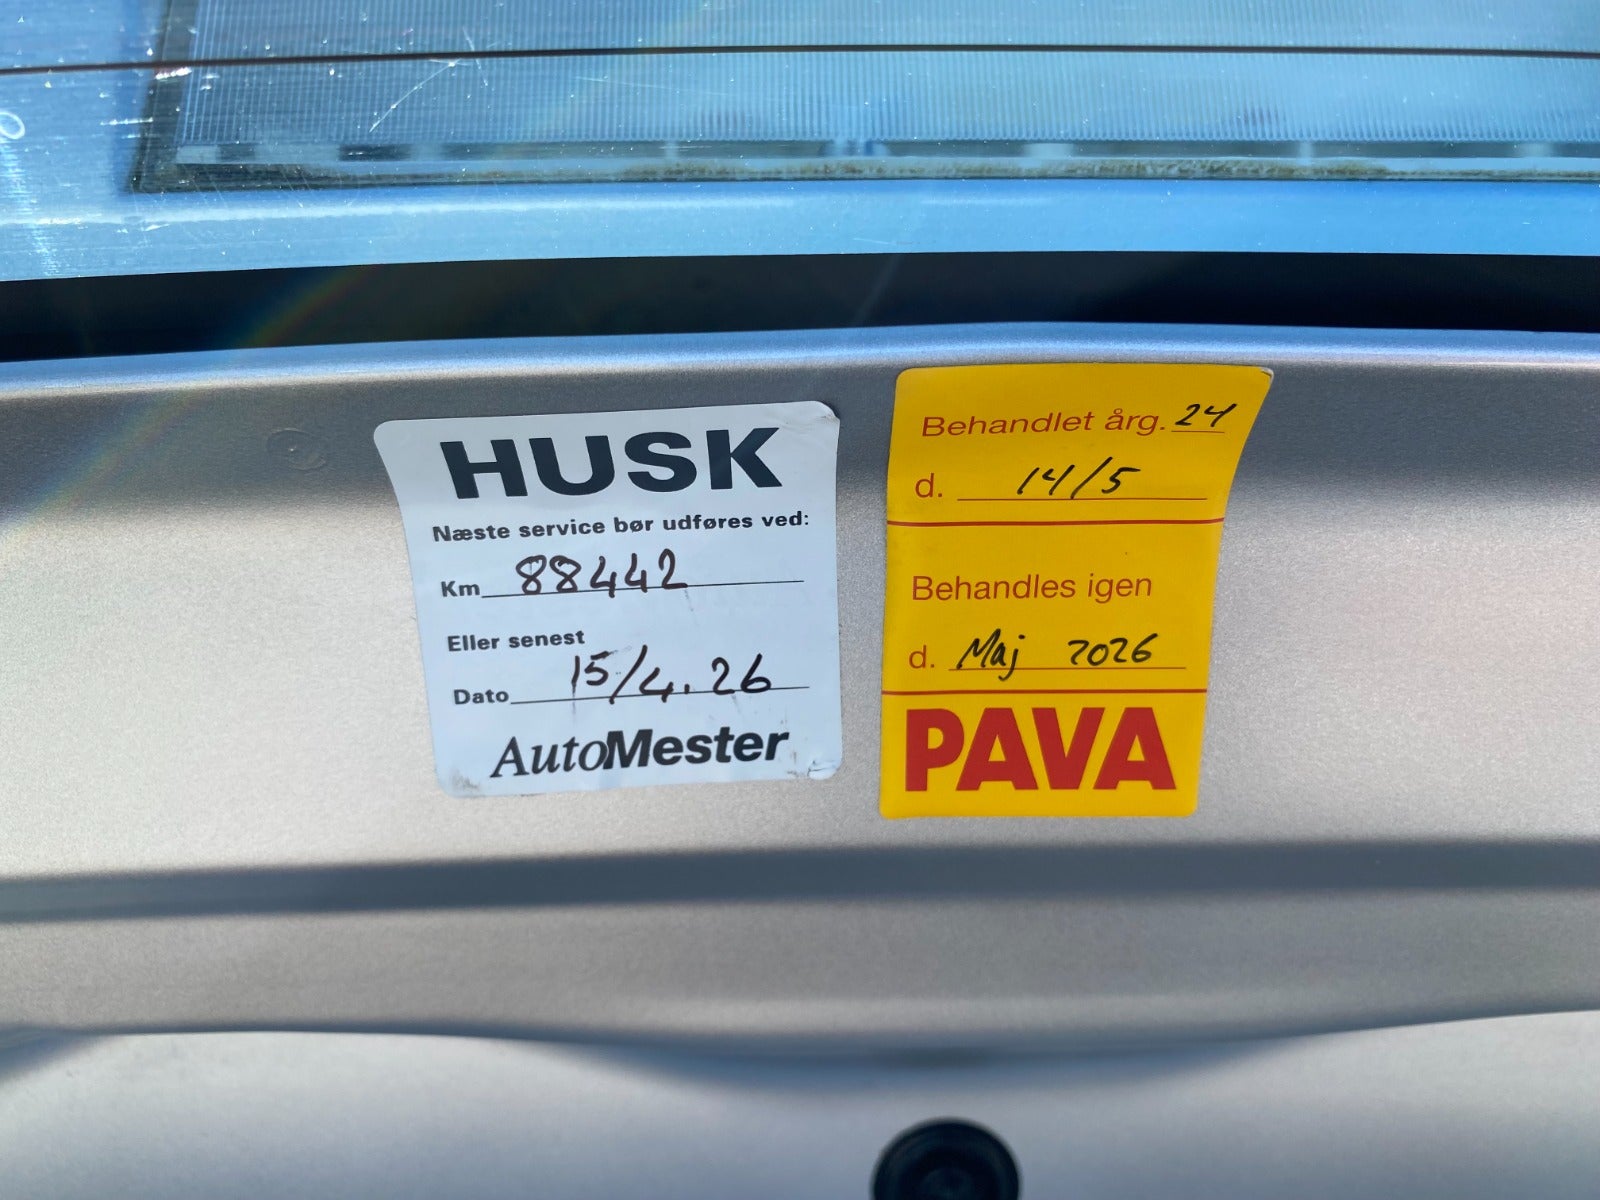 HUSK
Næste service bør udføres ved:
Km 88442
Eller senest
Dato 15/4.26
AutoMester
Behandlet årg. 24
d. 14/5
Behandles igen
d. Maj 2026
PAVA